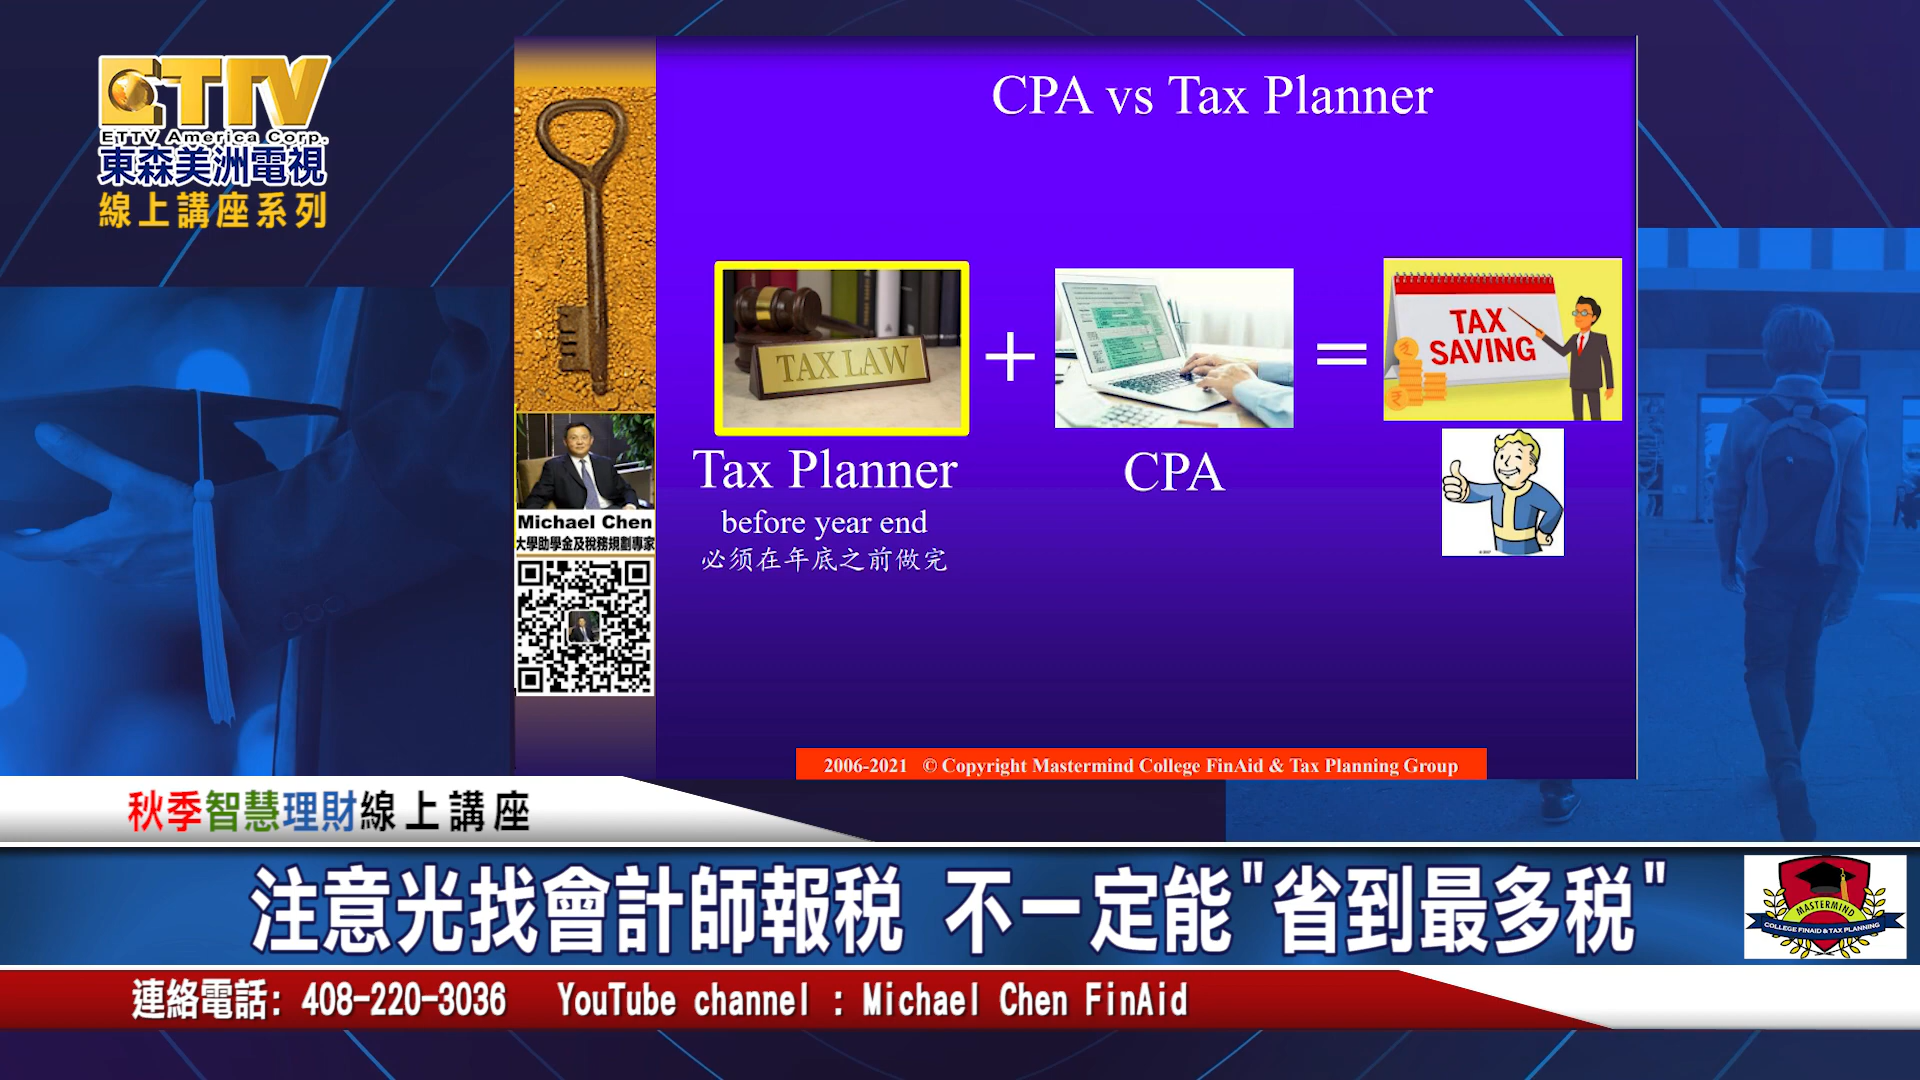 ETTV
ETTV America Corp.
東森美洲電視
線上講座系列
CPA vs Tax Planner
TAX LAW
+
=
TAX
SAVING
Tax Planner
before year end
必须在年底之前做完
CPA
Michael Chen
大學助學金及稅務規劃專家
2006-2021 © Copyright Mastermind College FinAid & Tax Planning Group
秋季智慧理財線上講座
注意光找會計師報税 不一定能"省到最多税"
MASTERMIND
COLLEGE FINAID & TAX PLANNING
連絡電話: 408-220-3036 YouTube channel : Michael Chen FinAid